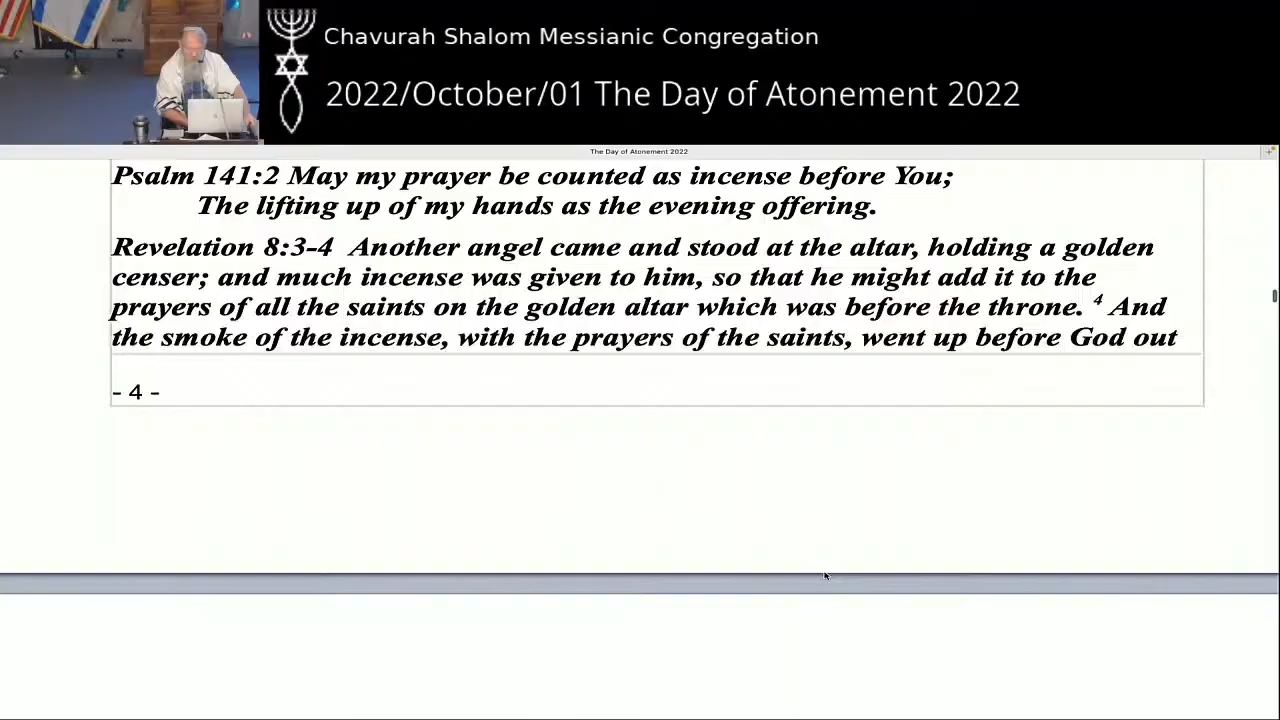 Chavurah Shalom Messianic Congregation
2022/October/01 The Day of Atonement 2022
The Day of Atonement 2022
Psalm 141:2 May my prayer be counted as incense before You;
The lifting up of my hands as the evening offering.
Revelation 8:3-4 Another angel came and stood at the altar, holding a golden
censer; and much incense was given to him, so that he might add it to the
prayers of all the saints on the golden altar which was before the throne. 4 And
the smoke of the incense, with the prayers of the saints, went up before God out
- 4 -